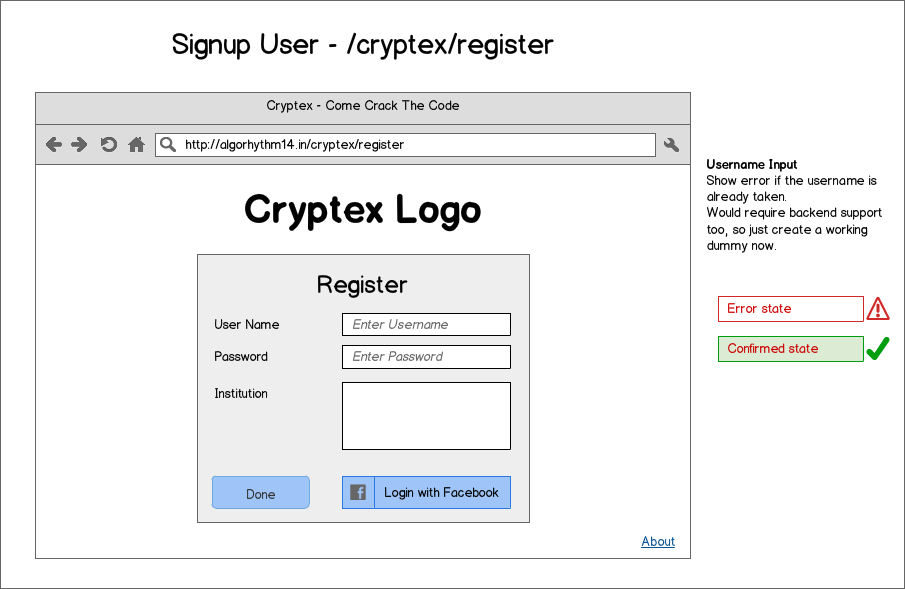 Signup User - /cryptex/register
Cryptex - Come Crack The Code
http://algorhythm14.in/cryptex/register
Cryptex Logo
Register
User Name
Enter Username
Password
Enter Password
Institution
Done
Login with Facebook
About
Username Input
Show error if the username is
already taken.
Would require backend support
too, so just create a working
dummy now.
Error state
Confirmed state